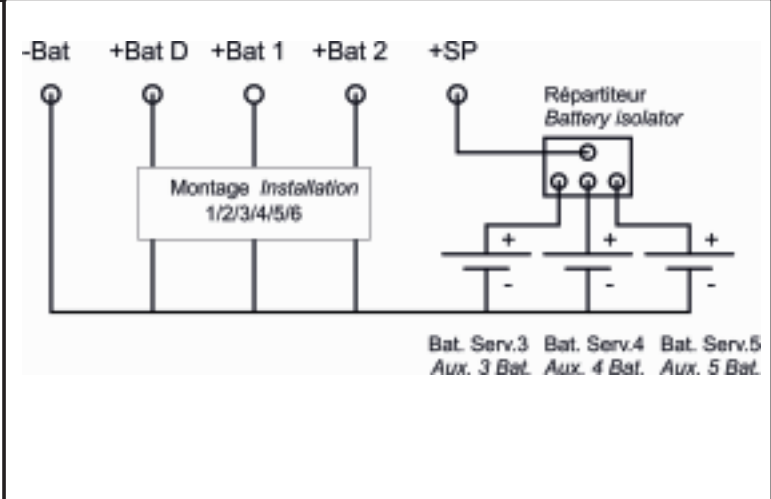 -Bat +Bat D +Bat 1 +Bat 2 +SP
Répartiteur
Battery isolator
Montage Installation
1/2/3/4/5/6
+ + +
- - -
Bat. Serv.3 Bat. Serv.4 Bat. Serv.5
Aux. 3 Bat. Aux. 4 Bat. Aux. 5 Bat.